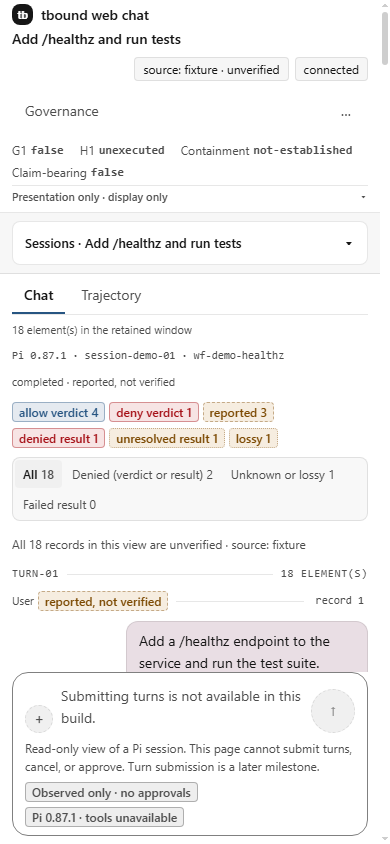 tb tbound web chat
Add /healthz and run tests
source: fixture · unverified connected
Governance ...
G1 false H1 unexecuted Containment not-established
Claim-bearing false
Presentation only · display only
Sessions · Add /healthz and run tests
Chat Trajectory
18 element(s) in the retained window
Pi 0.87.1 · session-demo-01 · wf-demo-healthz
completed · reported, not verified
allow verdict 4 deny verdict 1 reported 3
denied result 1 unresolved result 1 lossy 1
All 18 Denied (verdict or result) 2 Unknown or lossy 1
Failed result 0
All 18 records in this view are unverified · source: fixture
TURN-01 18 ELEMENT(S)
User reported, not verified record 1
Add a /healthz endpoint to the
service and run the test suite.
Submitting turns is not available in this
+ build. ↑
Read-only view of a Pi session. This page cannot submit turns,
cancel, or approve. Turn submission is a later milestone.
Observed only · no approvals
Pi 0.87.1 · tools unavailable